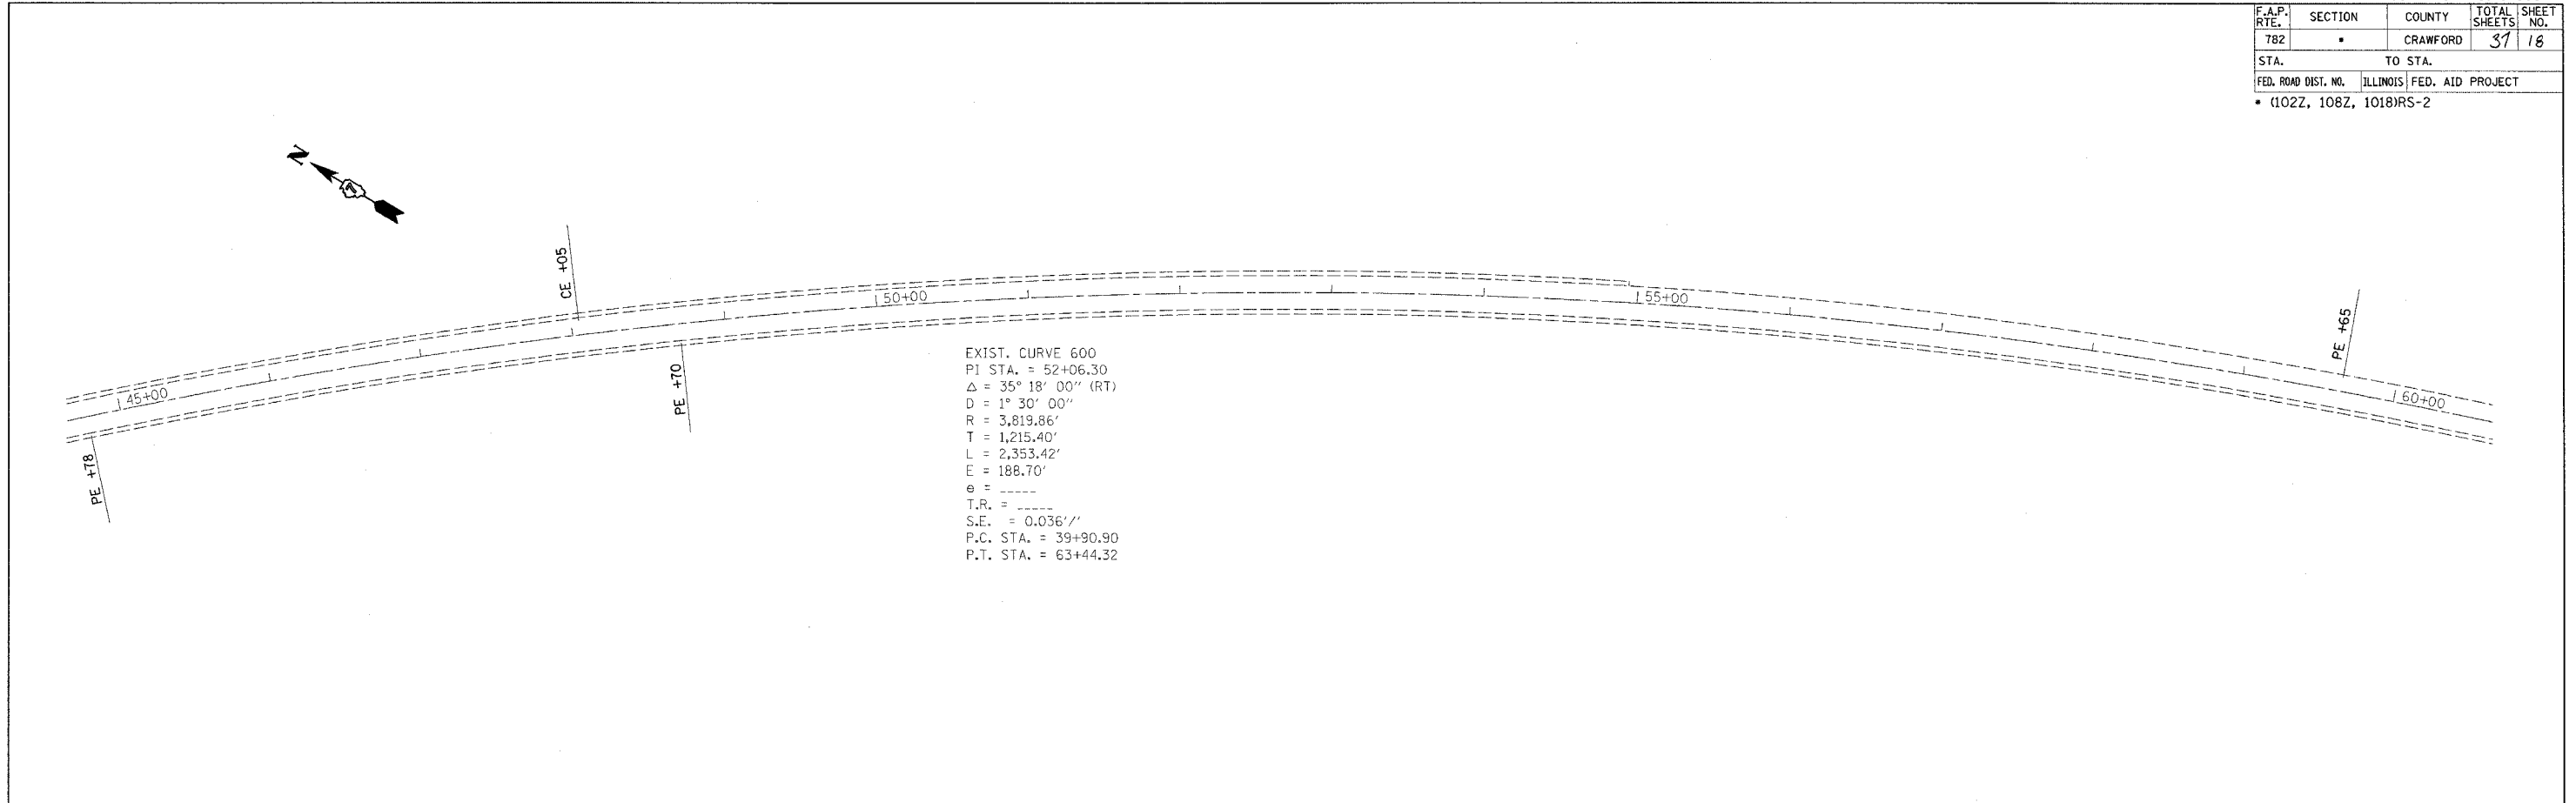 F.A.P. RTE. SECTION COUNTY TOTAL SHEETS SHEET NO.
782 • CRAWFORD 37 18
STA. TO STA.
FED. ROAD DIST. NO. ILLINOIS FED. AID PROJECT
• (102Z, 108Z, 101B)RS-2
N
7
CE +05
50+00
55+00
PE +65
45+00
PE +70
60+00
PE +78
EXIST. CURVE 600
PI STA. = 52+06.30
Δ = 35° 18' 00" (RT)
D = 1° 30' 00"
R = 3,819.86'
T = 1,215.40'
L = 2,353.42'
E = 188.70'
e = _____
T.R. = _____
S.E. = 0.036'/'
P.C. STA. = 39+90.90
P.T. STA. = 63+44.32